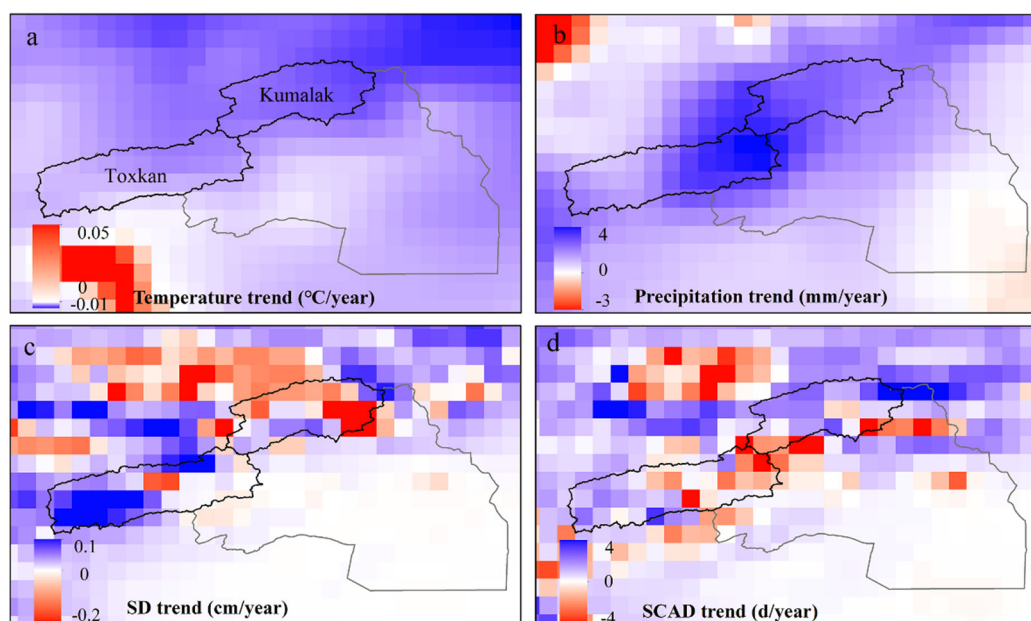 a
Kumalak
Toxkan
0.05
0
-0.01
Temperature trend (℃/year)
b
4
0
-3
Precipitation trend (mm/year)
c
0.1
0
-0.2
SD trend (cm/year)
d
4
0
-4
SCAD trend (d/year)